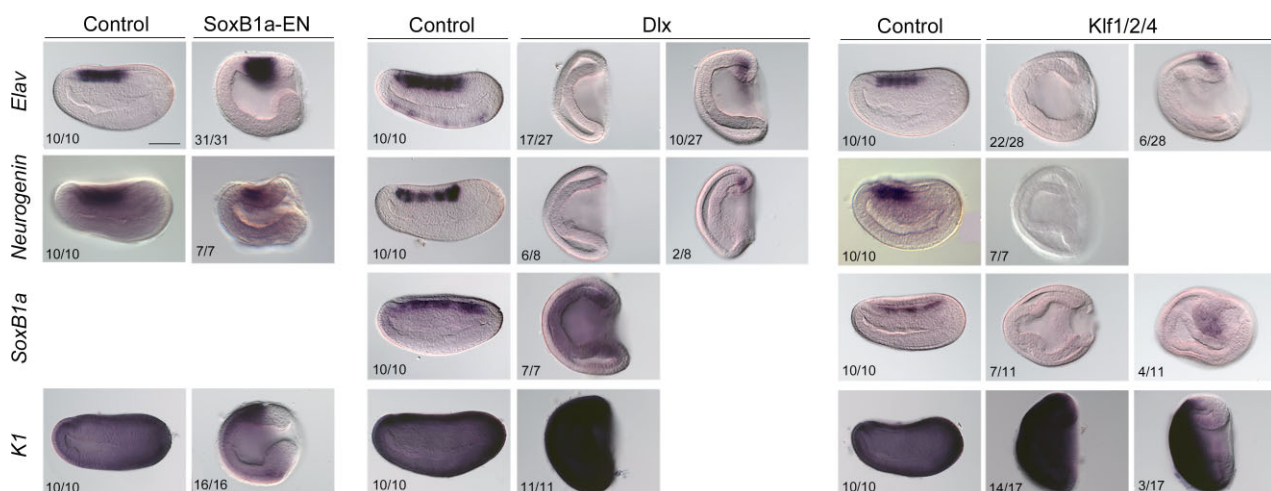 Control SoxB1a-EN Control Dlx Control Klf1/2/4
Elav
10/10 31/31 10/10 17/27 10/27 10/10 22/28 6/28
Neurogenin
10/10 7/7 10/10 6/8 2/8 10/10 7/7
SoxB1a
10/10 7/7 10/10 7/11 4/11
K1
10/10 16/16 10/10 11/11 10/10 14/17 3/17